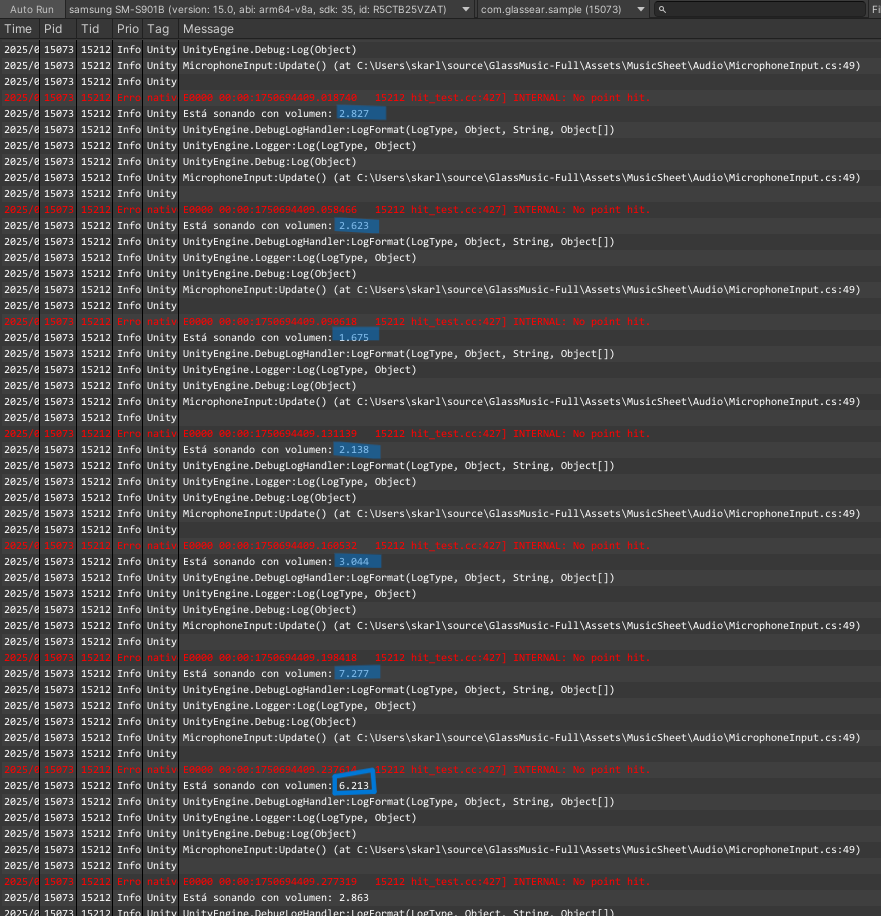 Auto Run samsung SM-S901B (version: 15.0, abi: arm64-v8a, sdk: 35, id: R5CTB25VZAT) com.glassear.sample (15073) Fi
Time Pid Tid Prio Tag Message
2025/0 15073 15212 Info Unity UnityEngine.Debug:Log(Object)
2025/0 15073 15212 Info Unity MicrophoneInput:Update() (at C:\Users\skarl\source\GlassMusic-Full\Assets\MusicSheet\Audio\MicrophoneInput.cs:49)
2025/0 15073 15212 Info Unity
2025/0 15073 15212 Erro nativ E0000 00:00:1750694409.018740 15212 hit_test.cc:427] INTERNAL: No point hit.
2025/0 15073 15212 Info Unity Está sonando con volumen: 2.827
2025/0 15073 15212 Info Unity UnityEngine.DebugLogHandler:LogFormat(LogType, Object, String, Object[])
2025/0 15073 15212 Info Unity UnityEngine.Logger:Log(LogType, Object)
2025/0 15073 15212 Info Unity UnityEngine.Debug:Log(Object)
2025/0 15073 15212 Info Unity MicrophoneInput:Update() (at C:\Users\skarl\source\GlassMusic-Full\Assets\MusicSheet\Audio\MicrophoneInput.cs:49)
2025/0 15073 15212 Info Unity
2025/0 15073 15212 Erro nativ E0000 00:00:1750694409.058466 15212 hit_test.cc:427] INTERNAL: No point hit.
2025/0 15073 15212 Info Unity Está sonando con volumen: 2.623
2025/0 15073 15212 Info Unity UnityEngine.DebugLogHandler:LogFormat(LogType, Object, String, Object[])
2025/0 15073 15212 Info Unity UnityEngine.Logger:Log(LogType, Object)
2025/0 15073 15212 Info Unity UnityEngine.Debug:Log(Object)
2025/0 15073 15212 Info Unity MicrophoneInput:Update() (at C:\Users\skarl\source\GlassMusic-Full\Assets\MusicSheet\Audio\MicrophoneInput.cs:49)
2025/0 15073 15212 Info Unity
2025/0 15073 15212 Erro nativ E0000 15212 hit_test.cc:427] INTERNAL: No point hit.
2025/0 15073 15212 Info Unity Está sonando con volumen: 1.675
2025/0 15073 15212 Info Unity UnityEngine.DebugLogHandler:LogFormat(LogType, Object, String, Object[])
2025/0 15073 15212 Info Unity UnityEngine.Logger:Log(LogType, Object)
2025/0 15073 15212 Info Unity UnityEngine.Debug:Log(Object)
2025/0 15073 15212 Info Unity MicrophoneInput:Update() (at C:\Users\skarl\source\GlassMusic-Full\Assets\MusicSheet\Audio\MicrophoneInput.cs:49)
2025/0 15073 15212 Info Unity
2025/0 15073 15212 Erro nativ E0000 15212 hit_test.cc:427] INTERNAL: No point hit.
2025/0 15073 15212 Info Unity Está sonando con volumen: 2.138
2025/0 15073 15212 Info Unity UnityEngine.DebugLogHandler:LogFormat(LogType, Object, String, Object[])
2025/0 15073 15212 Info Unity UnityEngine.Logger:Log(LogType, Object)
2025/0 15073 15212 Info Unity UnityEngine.Debug:Log(Object)
2025/0 15073 15212 Info Unity MicrophoneInput:Update() (at C:\Users\skarl\source\GlassMusic-Full\Assets\MusicSheet\Audio\MicrophoneInput.cs:49)
2025/0 15073 15212 Info Unity
2025/0 15073 15212 Erro nativ E0000 15212 hit_test.cc:427] INTERNAL: No point hit.
2025/0 15073 15212 Info Unity Está sonando con volumen: 3.044
2025/0 15073 15212 Info Unity UnityEngine.DebugLogHandler:LogFormat(LogType, Object, String, Object[])
2025/0 15073 15212 Info Unity UnityEngine.Logger:Log(LogType, Object)
2025/0 15073 15212 Info Unity UnityEngine.Debug:Log(Object)
2025/0 15073 15212 Info Unity MicrophoneInput:Update() (at C:\Users\skarl\source\GlassMusic-Full\Assets\MusicSheet\Audio\MicrophoneInput.cs:49)
2025/0 15073 15212 Info Unity
2025/0 15073 15212 Erro nativ E0000 15212 hit_test.cc:427] INTERNAL: No point hit.
2025/0 15073 15212 Info Unity Está sonando con volumen: 7.277
2025/0 15073 15212 Info Unity UnityEngine.DebugLogHandler:LogFormat(LogType, Object, String, Object[])
2025/0 15073 15212 Info Unity UnityEngine.Logger:Log(LogType, Object)
2025/0 15073 15212 Info Unity UnityEngine.Debug:Log(Object)
2025/0 15073 15212 Info Unity MicrophoneInput:Update() (at C:\Users\skarl\source\GlassMusic-Full\Assets\MusicSheet\Audio\MicrophoneInput.cs:49)
2025/0 15073 15212 Info Unity
2025/0 15073 15212 Erro nativ E0000 15212 hit_test.cc:427] INTERNAL: No point hit.
2025/0 15073 15212 Info Unity Está sonando con volumen: 6.213
2025/0 15073 15212 Info Unity UnityEngine.DebugLogHandler:LogFormat(LogType, Object, String, Object[])
2025/0 15073 15212 Info Unity UnityEngine.Logger:Log(LogType, Object)
2025/0 15073 15212 Info Unity UnityEngine.Debug:Log(Object)
2025/0 15073 15212 Info Unity MicrophoneInput:Update() (at C:\Users\skarl\source\GlassMusic-Full\Assets\MusicSheet\Audio\MicrophoneInput.cs:49)
2025/0 15073 15212 Info Unity
2025/0 15073 15212 Erro nativ E0000 00:00:1750694409.277319 15212 hit_test.cc:427] INTERNAL: No point hit.
2025/0 15073 15212 Info Unity Está sonando con volumen: 2.863
2025/0 15073 15212 Info Unity UnityEngine.DebugLogHandler:LogFormat(LogType, Object, String, Object[])